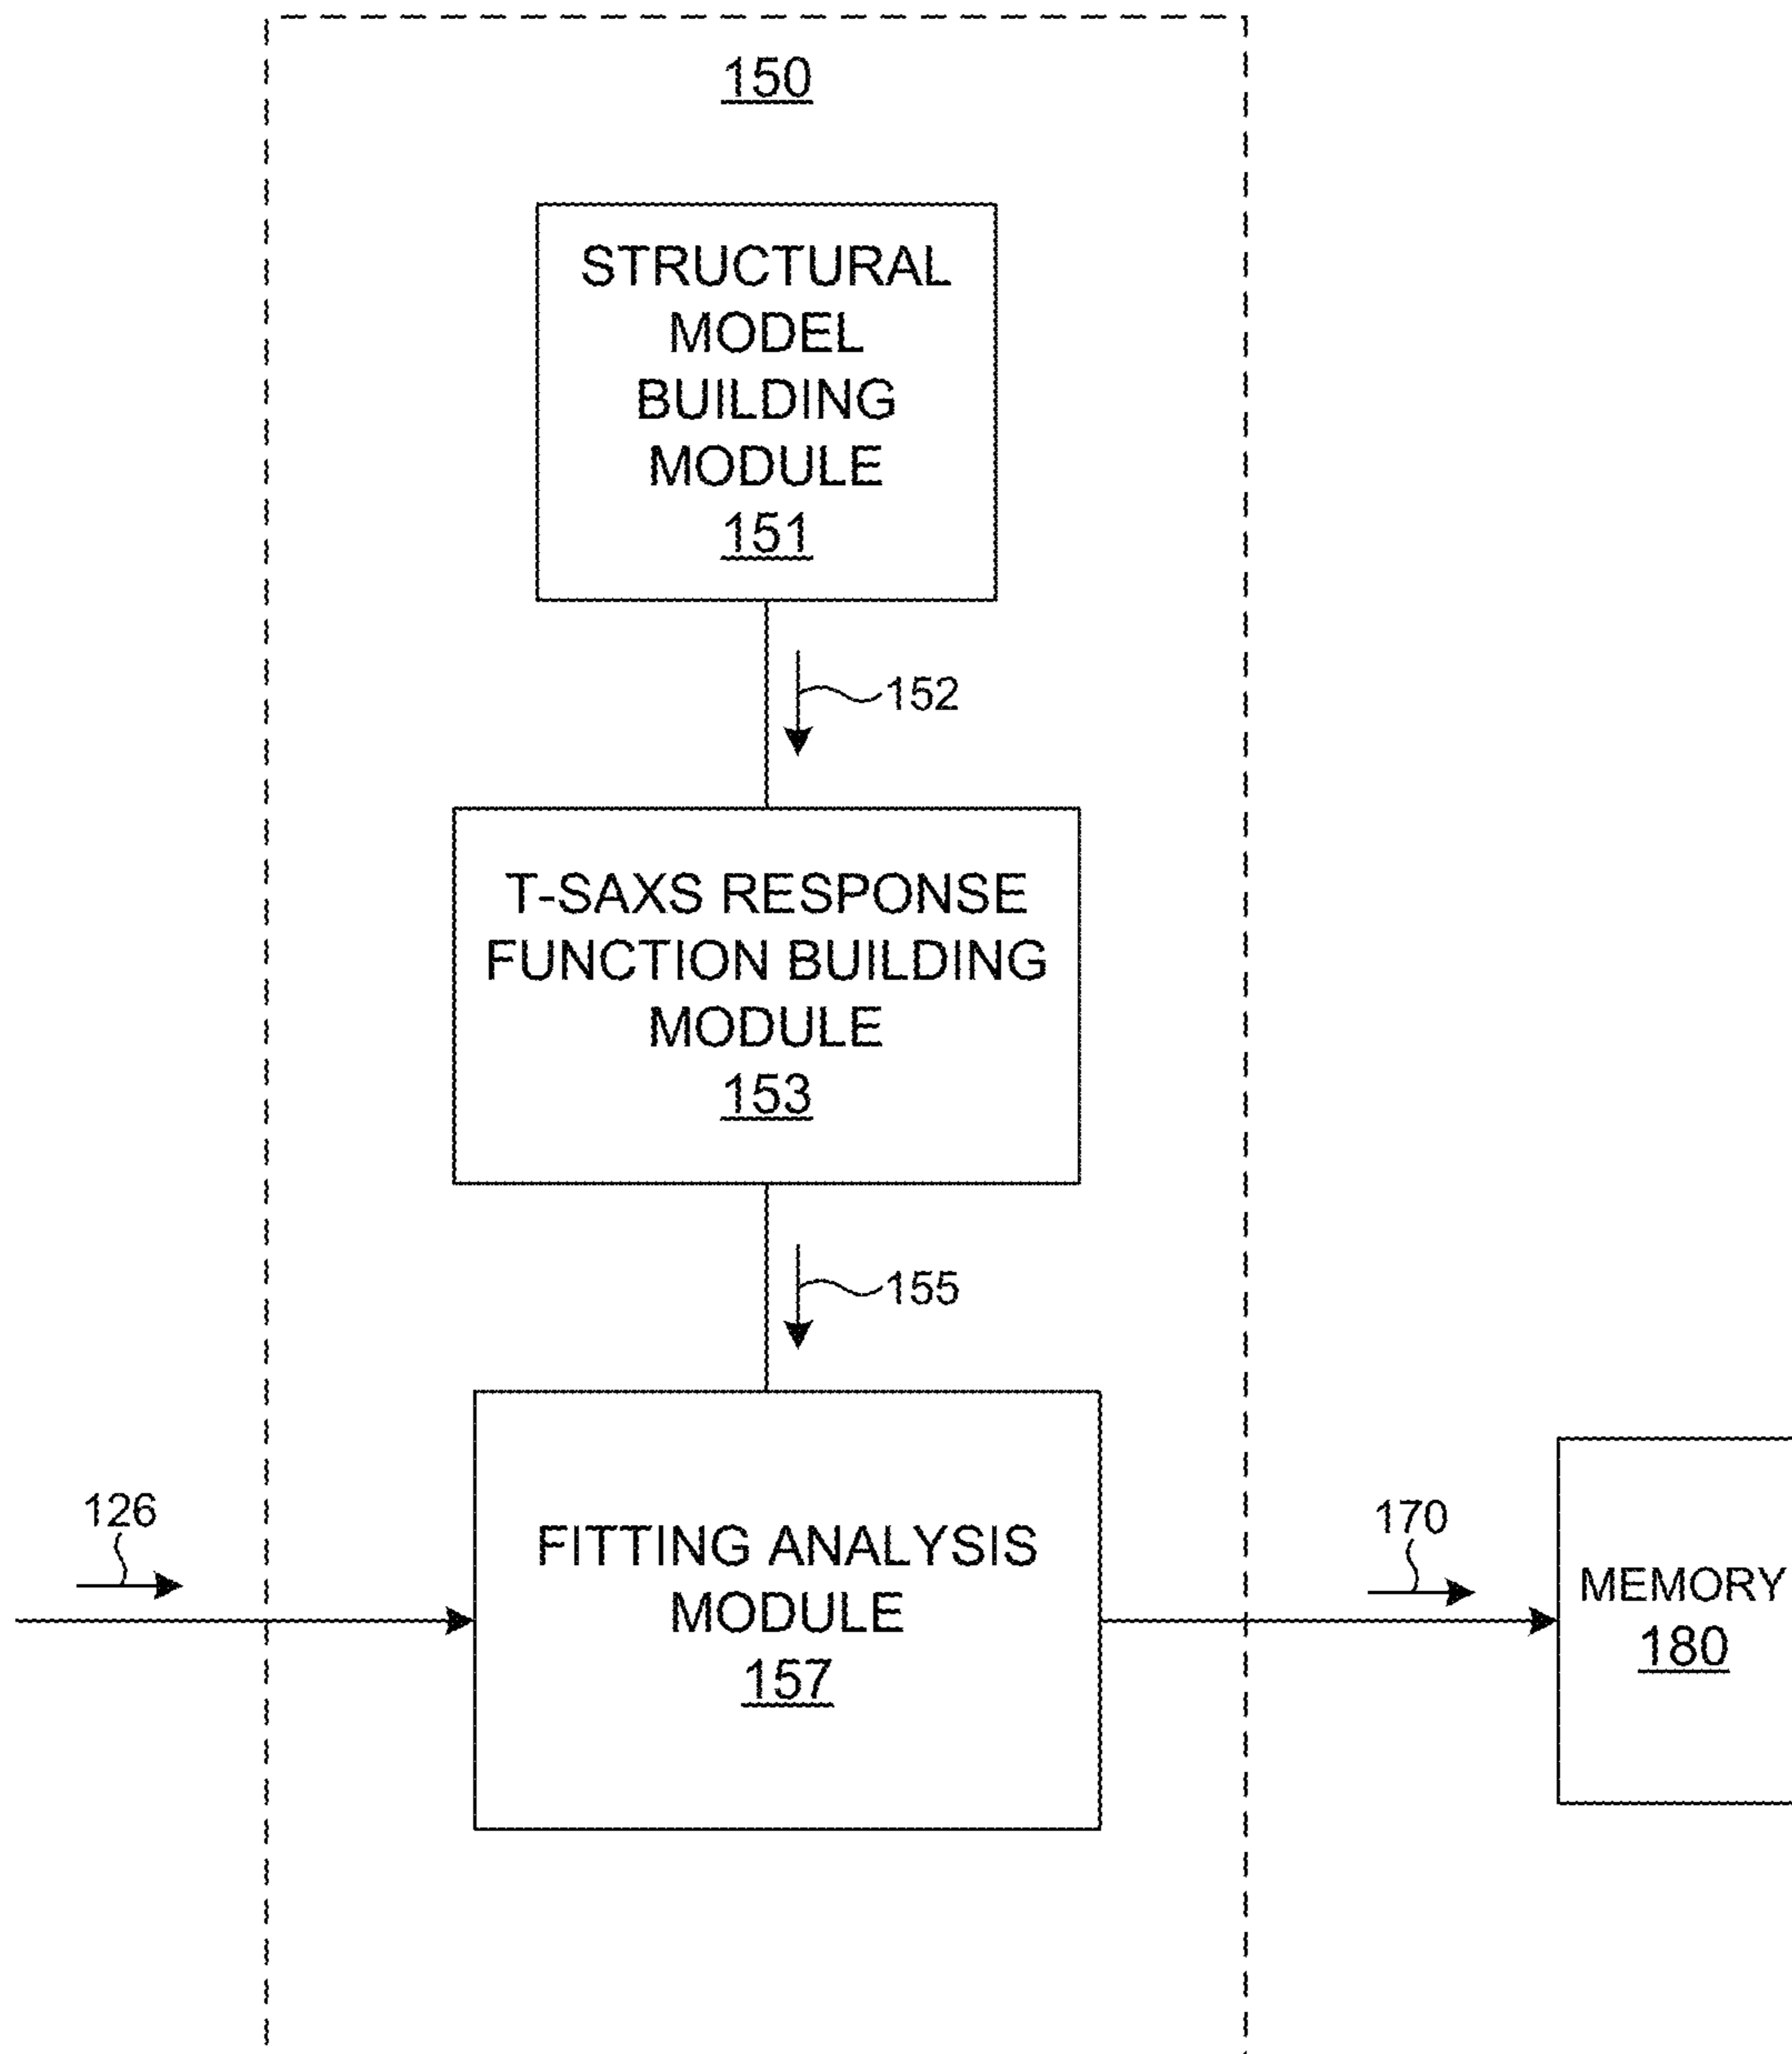 150
STRUCTURAL
MODEL
BUILDING
MODULE
151
152
T-SAXS RESPONSE
FUNCTION BUILDING
MODULE
153
155
126
FITTING ANALYSIS
MODULE
157
170
MEMORY
180